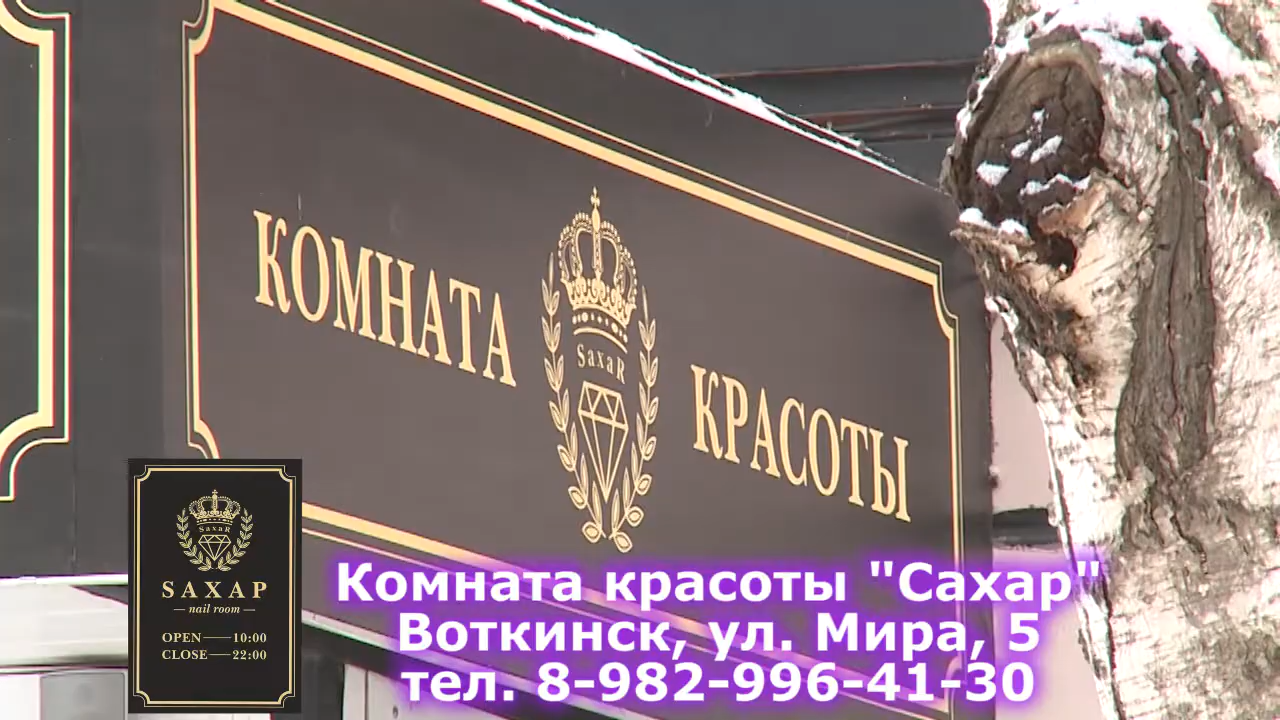 КОМНАТА
SaxaR
КРАСОТЫ
SaxaR
SAXAP
nail room
OPEN 10:00
CLOSE 22:00
Комната красоты "Сахар"
Воткинск, ул. Мира, 5
тел. 8-982-996-41-30